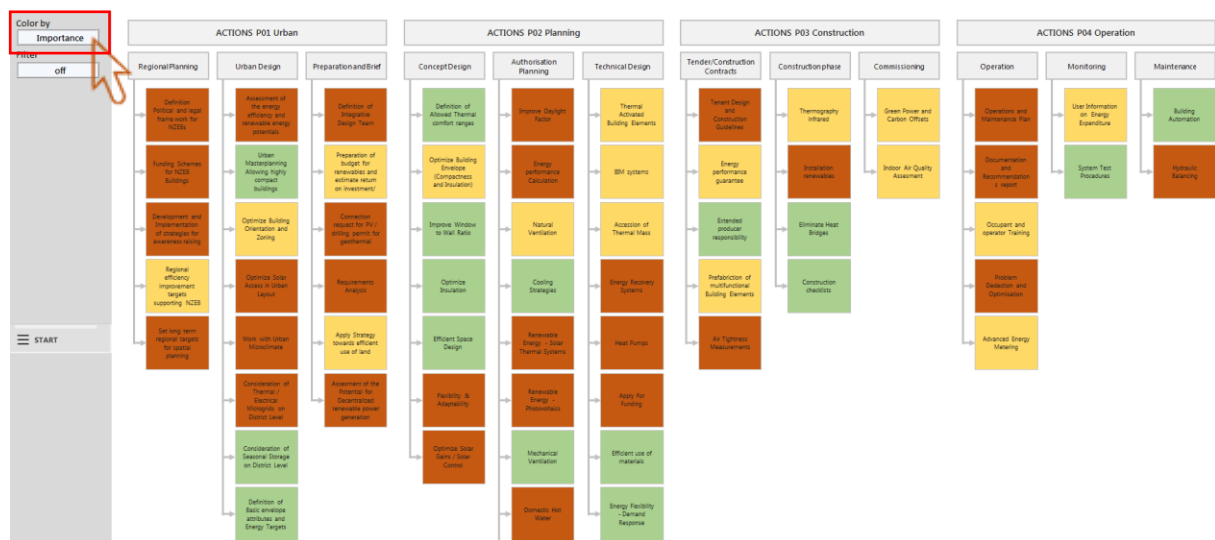 Color by
Importance
Filter
off
START
ACTIONS P01 Urban
Regional Planning
Definition
Political and legal
framework for
NZEBs
Funding Schemes
for NZEB
Buildings
Development and
Implementation
of strategies for
awareness raising
Regional
efficiency
improvement
targets
supporting NZEB
Set long term
regional targets
for spatial
planning
Urban Design
Assessment of
the energy
efficiency and
renewable energy
potentials
Urban
Masterplanning
Allowing highly
compact
buildings
Optimize Building
Orientation and
Zoning
Optimize Solar
Access in Urban
Layout
Work with Urban
Microclimate
Consideration of
Thermal /
Electrical
Microgrids on
District Level
Consideration of
Seasonal Storage
on District Level
Definition of
Basic envelope
attributes and
Energy Targets
Preparation and Brief
Definition of
Integrative
Design Team
Preparation of
budget for
renewables and
estimate return
on investment/
Connection
request for PV /
drilling permit for
geothermal
Requirements
Analysis
Apply Strategy
towards efficient
use of land
Assesment of the
Potential for
Decentralized
renewable power
generation
ACTIONS P02 Planning
Concept Design
Definition of
Allowed Thermal
comfort ranges
Optimize Building
Envelope
(Compactness
and Insulation)
Improve Window
to Wall Ratio
Optimize
Insulation
Efficient Space
Design
Flexibility &
Adaptability
Optimize Solar
Gains / Solar
Control
Authorisation
Planning
Improve Daylight
Factor
Energy
performance
Calculation
Natural
Ventilation
Cooling
Strategies
Renewable
Energy - Solar
Thermal Systems
Renewable
Energy -
Photovoltaics
Mechanical
Ventilation
Domestic Hot
Water
Technical Design
Thermal
Activated
Building Elements
systems
Accession of
Thermal Mass
Energy Recovery
Systems
Heat Pumps
Apply For
Funding
Efficient use of
materials
Energy Flexibility
- Demand
Response
ACTIONS P03 Construction
Tender/Construction
Contracts
Tenant Design
and
Construction
Guidelines
Energy
performance
guarantee
Extended
producer
responsibility
Prefabriction of
multifunctional
Building Elements
Air Tightness
Measurements
Construction phase
Thermography
Infrared
Installation
renewables
Eliminate Heat
Bridges
Construction
checklists
Commissioning
Green Power and
Carbon Offsets
Indoor Air Quality
Assesment
ACTIONS P04 Operation
Operation
Operations and
Maintenance Plan
Documentation
and
Recommendation
s report
Occupant and
operator Training
Problem
Dedection and
Optimisation
Advanced Energy
Metering
Monitoring
User Information
on Energy
Expenditure
System Test
Procedures
Maintenance
Building
Automation
Hydraulic
Balancing